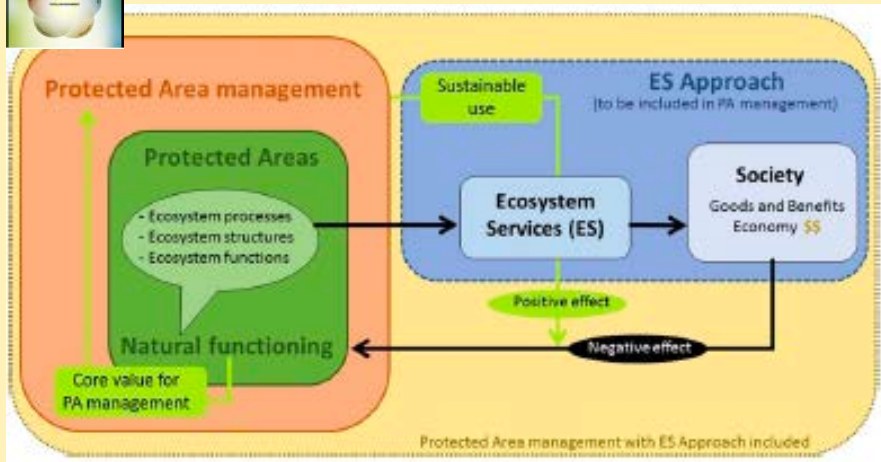 Protected Area management
Protected Areas
- Ecosystem processes
- Ecosystem structures
- Ecosystem functions
Natural functioning
Core value for
PA management
Sustainable
use
ES Approach
(to be included in PA management)
Ecosystem
Services (ES)
Society
Goods and Benefits
Economy $$
Positive effect
Negative effect
Protected Area management with ES Approach included